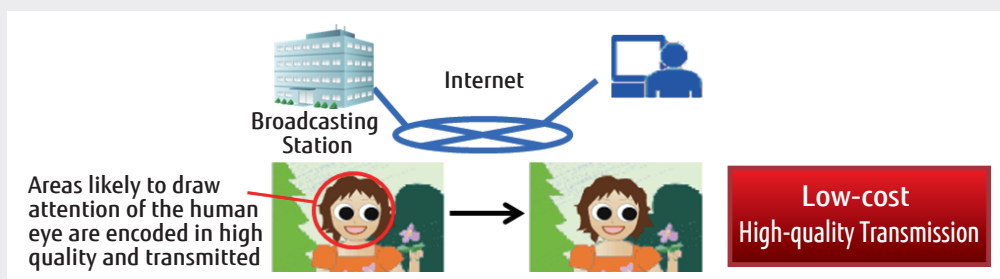 Internet
Broadcasting
Station
Areas likely to draw
attention of the human
eye are encoded in high
quality and transmitted
Low-cost
High-quality Transmission